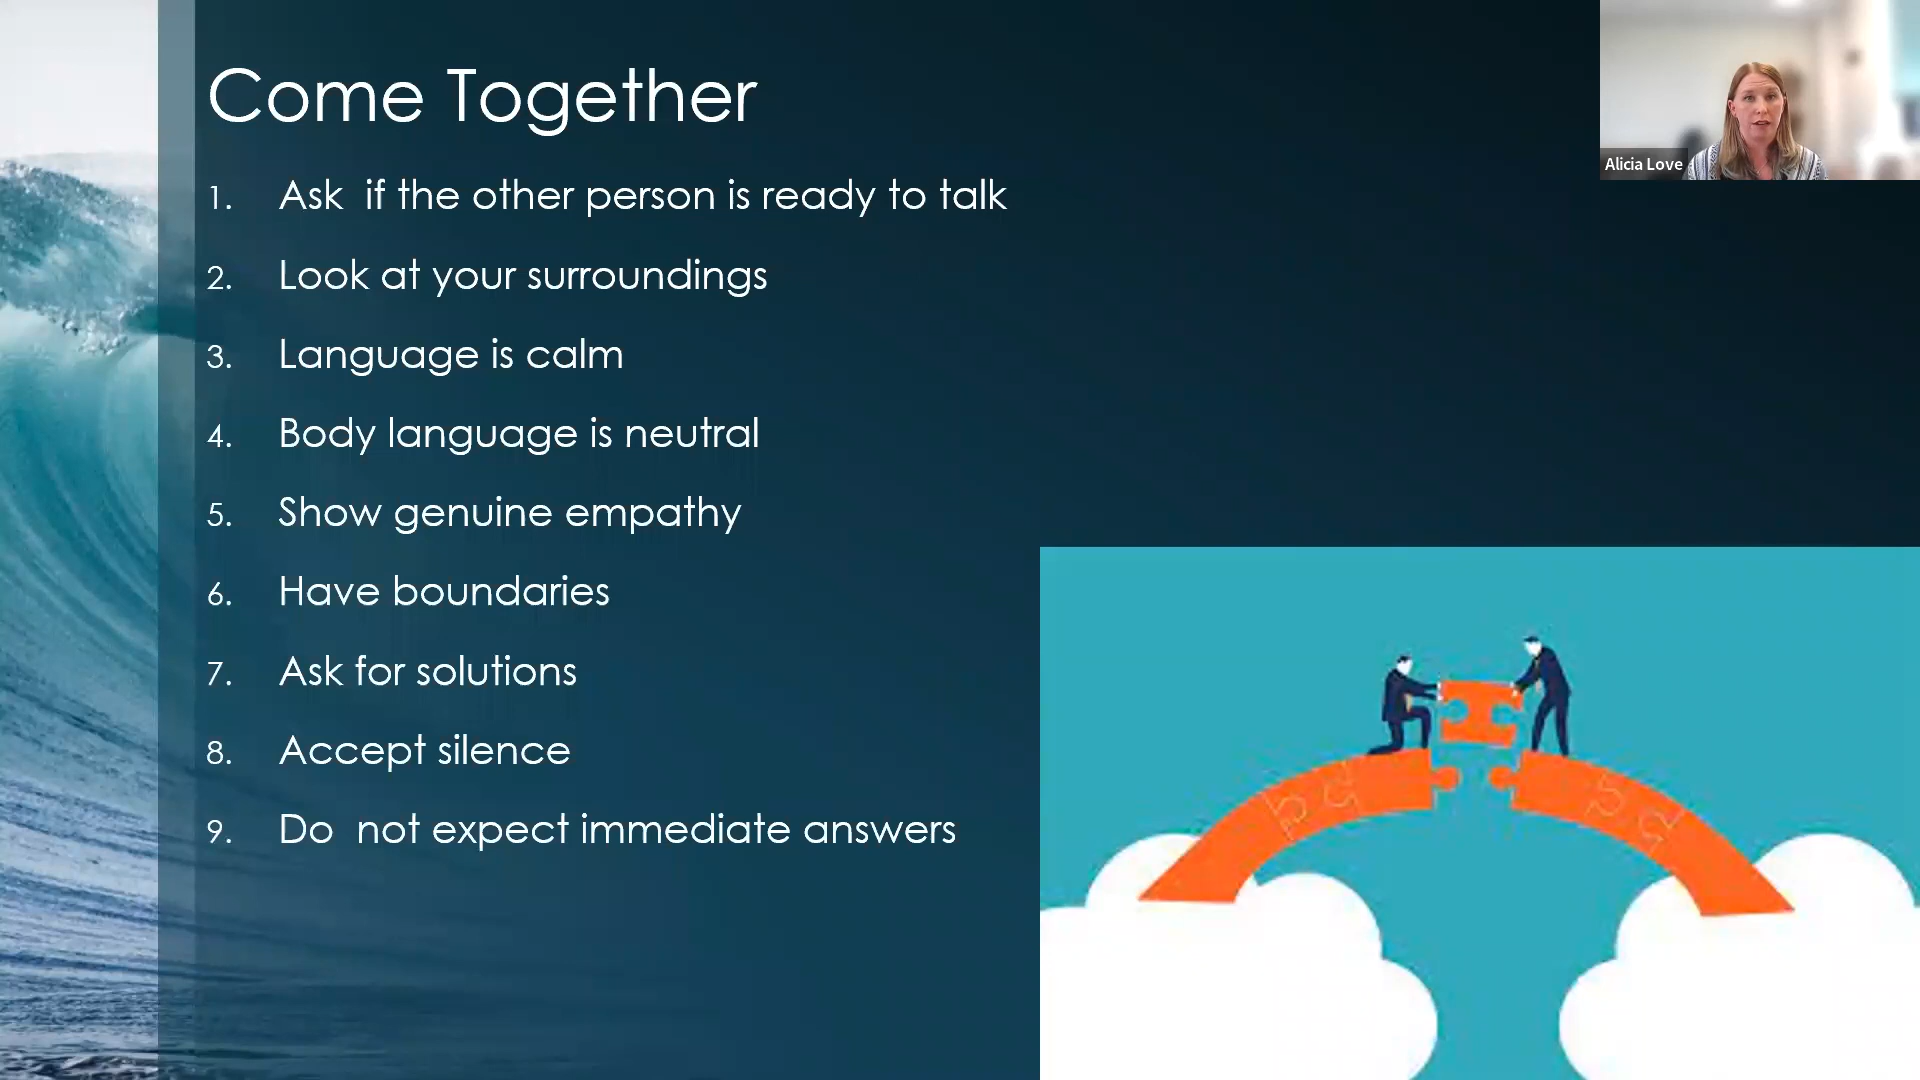 Come Together
1. Ask  if the other person is ready to talk
2. Look at your surroundings
3. Language is calm
4. Body language is neutral
5. Show genuine empathy
6. Have boundaries
7. Ask for solutions
8. Accept silence
9. Do  not expect immediate answers
Alicia Love